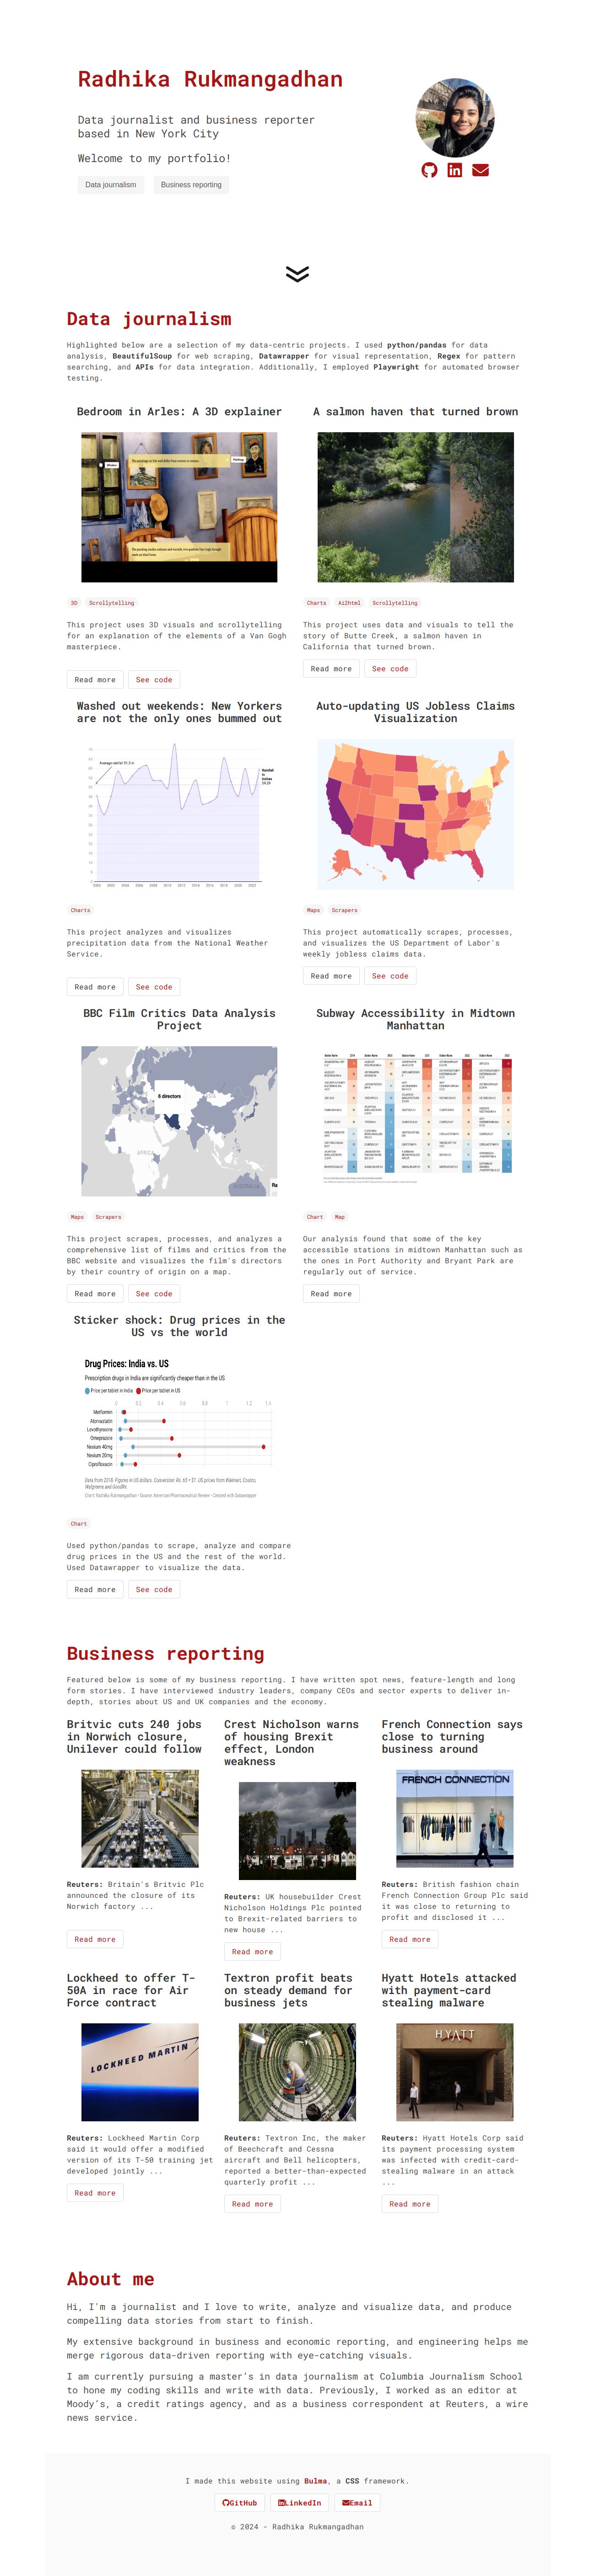 Radhika Rukmangadhan
Data journalist and business reporter
based in New York City
Welcome to my portfolio!
Data journalism
Business reporting
Data journalism
Highlighted below are a selection of my data-centric projects. I used python/pandas for data
analysis, BeautifulSoup for web scraping, Datawrapper for visual representation, Regex for pattern
searching, and APIs for data integration. Additionally, I employed Playwright for automated browser
testing.
Bedroom in Arles: A 3D explainer
3D
Scrollytelling
This project uses 3D visuals and scrollytelling
for an explanation of the elements of a Van Gogh
masterpiece.
Read more
See code
A salmon haven that turned brown
Charts
Ai2html
Scrollytelling
This project uses data and visuals to tell the
story of Butte Creek, a salmon haven in
California that turned brown.
Read more
See code
Washed out weekends: New Yorkers
are not the only ones bummed out
Charts
This project analyzes and visualizes
precipitation data from the National Weather
Service.
Read more
See code
Auto-updating US Jobless Claims
Visualization
Maps
Scrapers
This project automatically scrapes, processes,
and visualizes the US Department of Labor's
weekly jobless claims data.
Read more
See code
BBC Film Critics Data Analysis
Project
6 directors
AFRICA
AUSTRALIA
Maps
Scrapers
This project scrapes, processes, and analyzes a
comprehensive list of films and critics from the
BBC website and visualizes the film's directors
by their country of origin on a map.
Read more
See code
Subway Accessibility in Midtown
Manhattan
Chart
Map
Our analysis found that some of the key
accessible stations in midtown Manhattan such as
the ones in Port Authority and Bryant Park are
regularly out of service.
Read more
Sticker shock: Drug prices in the
US vs the world
Drug Prices: India vs. US
Prescription drugs in India are significantly cheaper than in the US
Price per tablet in India
Price per tablet in US
0 0.2 0.4 0.6 0.8 1 1.2 1.4
Metformin
Atorvastatin
Levothyroxine
Omeprazole
Nexium 40mg
Nexium 20mg
Ciprofloxacin
Chart
Used python/pandas to scrape, analyze and compare
drug prices in the US and the rest of the world.
Used Datawrapper to visualize the data.
Read more
See code
Business reporting
Featured below is some of my business reporting. I have written spot news, feature-length and long
form stories. I have interviewed industry leaders, company CEOs and sector experts to deliver in-
depth, stories about US and UK companies and the economy.
Britvic cuts 240 jobs
in Norwich closure,
Unilever could follow
Reuters: Britain's Britvic Plc
announced the closure of its
Norwich factory ...
Read more
Crest Nicholson warns
of housing Brexit
effect, London
weakness
Reuters: UK housebuilder Crest
Nicholson Holdings Plc pointed
to Brexit-related barriers to
new house ...
Read more
French Connection says
close to turning
business around
FRENCH CONNECTION
Reuters: British fashion chain
French Connection Group Plc said
it was close to returning to
profit and disclosed it ...
Read more
Lockheed to offer T-
50A in race for Air
Force contract
LOCKHEED MARTIN
Reuters: Lockheed Martin Corp
said it would offer a modified
version of its T-50 training jet
developed jointly ...
Read more
Textron profit beats
on steady demand for
business jets
Reuters: Textron Inc, the maker
of Beechcraft and Cessna
aircraft and Bell helicopters,
reported a better-than-expected
quarterly profit ...
Read more
Hyatt Hotels attacked
with payment-card
stealing malware
HYATT
Reuters: Hyatt Hotels Corp said
its payment processing system
was infected with credit-card-
stealing malware in an attack
...
Read more
About me
Hi, I'm a journalist and I love to write, analyze and visualize data, and produce
compelling data stories from start to finish.
My extensive background in business and economic reporting, and engineering helps me
merge rigorous data-driven reporting with eye-catching visuals.
I am currently pursuing a master's in data journalism at Columbia Journalism School
to hone my coding skills and write with data. Previously, I worked as an editor at
Moody's, a credit ratings agency, and as a business correspondent at Reuters, a wire
news service.
I made this website using Bulma, a CSS framework.
GitHub
LinkedIn
Email
© 2024 - Radhika Rukmangadhan